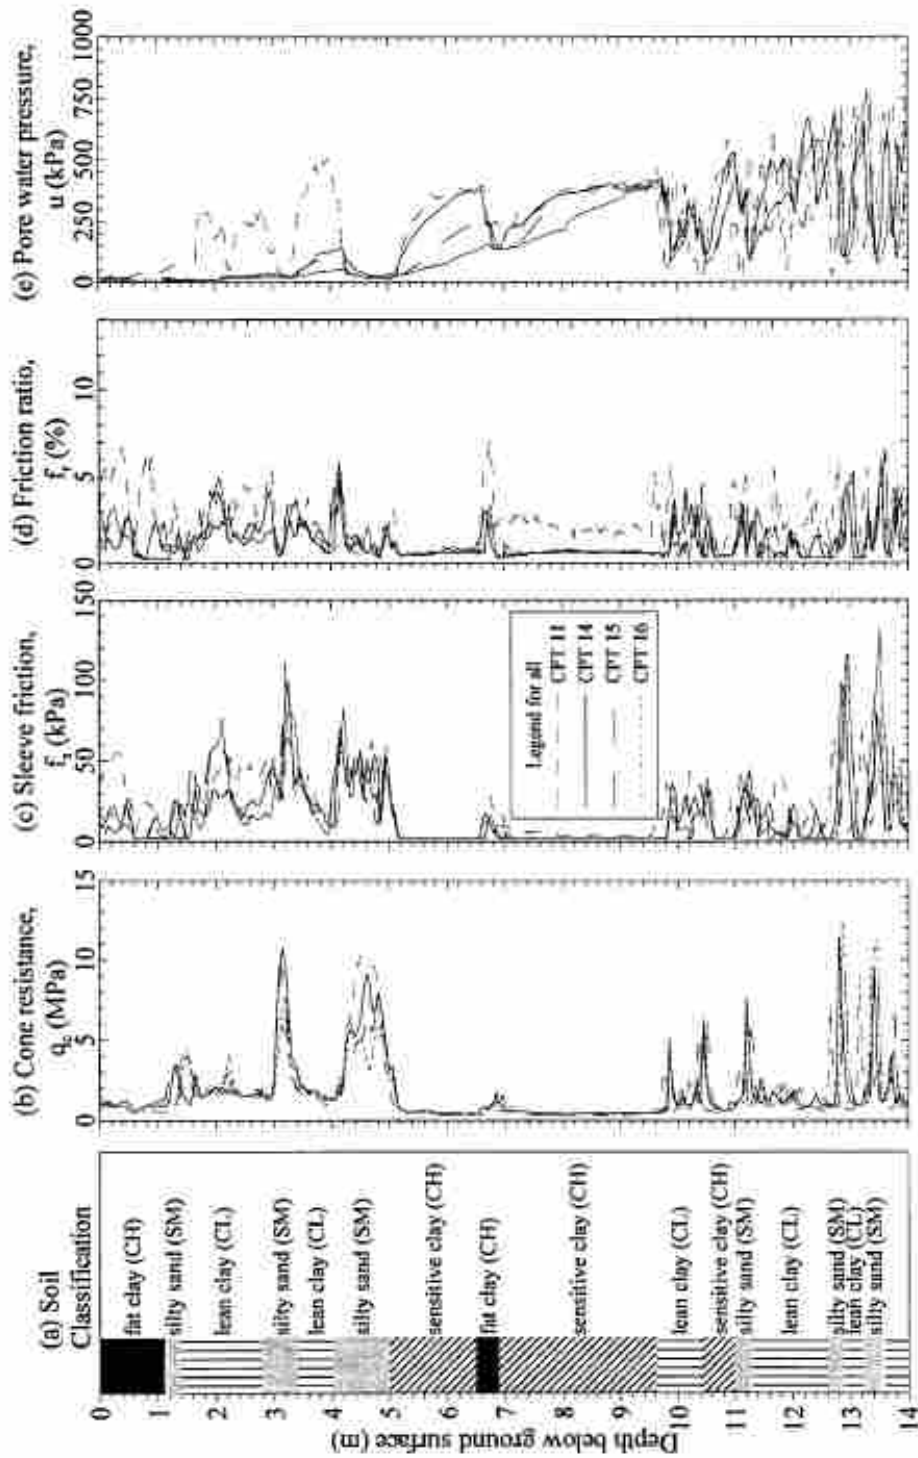 (a) Soil
Classification
fat clay (CH)
silty sand (SM)
lean clay (CL)
silty sand (SM)
lean clay (CL)
silty sand (SM)
sensitive clay (CH)
fat clay (CH)
sensitive clay (CH)
lean clay (CL)
sensitive clay (CH)
silty sand (SM)
lean clay (CL)
silty sand (SM)
lean clay (CL)
silty sand (SM)
0 1 2 3 4 5 6 7 8 9 10 11 12 13 14
Depth below ground surface (m)
(b) Cone resistance,
qc (MPa)
0 5 10 15
(c) Sleeve friction,
fs (kPa)
0 50 100 150
Legend for all
CPT 11
CPT 14
CPT 15
CPT 16
(d) Friction ratio,
fr (%)
0 5 10
(e) Pore water pressure,
u (kPa)
0 250 500 750 1000